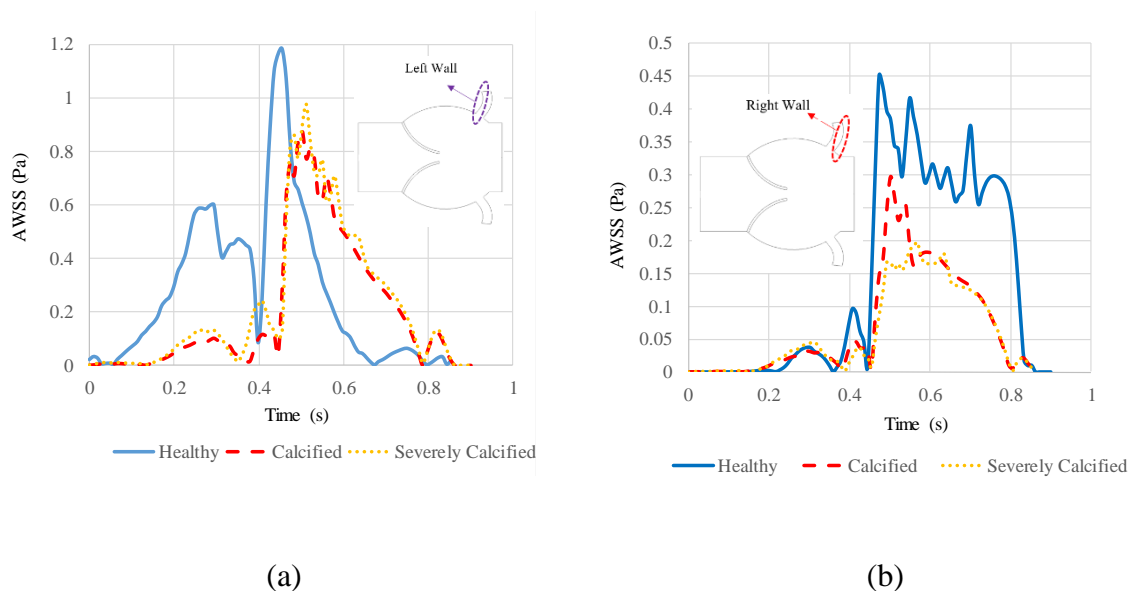 1.2
1
0.8
0.6
0.4
0.2
0
AWSS (Pa)
0 0.2 0.4 0.6 0.8 1
Time (s)
Left Wall
Healthy Calcified Severely Calcified
(a)
0.5
0.45
0.4
0.35
0.3
0.25
0.2
0.15
0.1
0.05
0
AWSS (Pa)
0 0.2 0.4 0.6 0.8 1
Time (s)
Right Wall
Healthy Calcified Severely Calcified
(b)